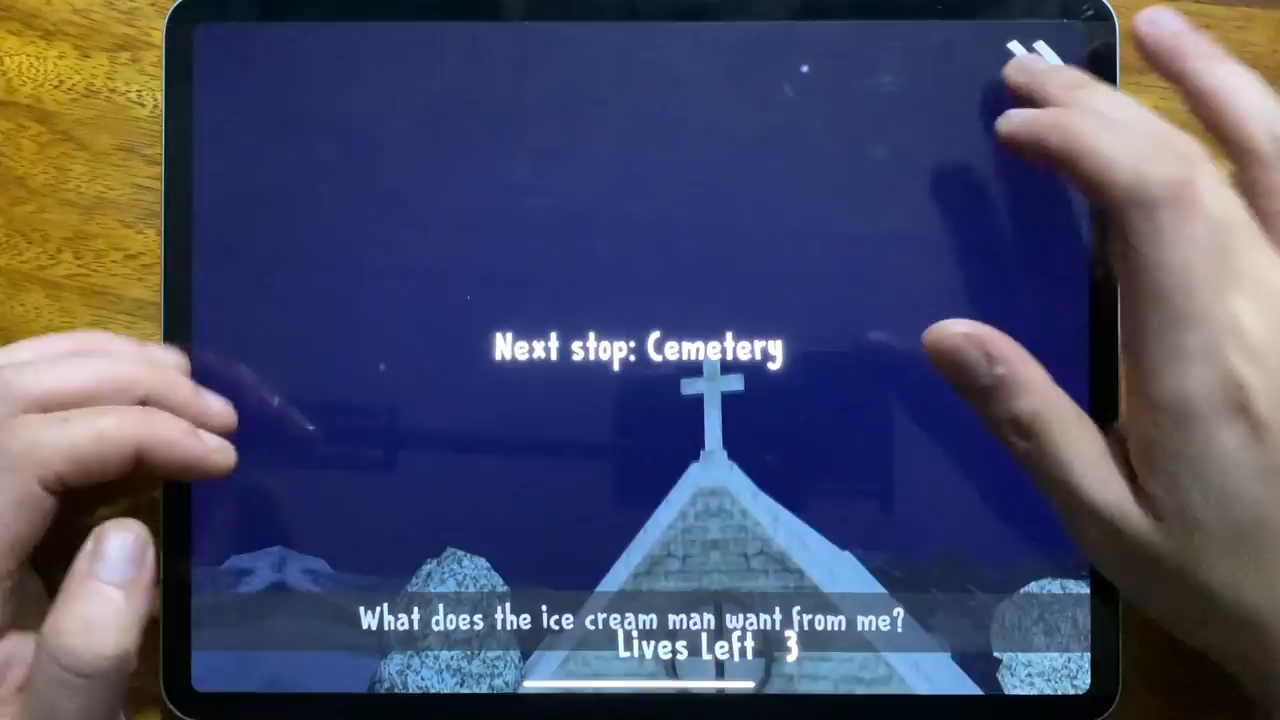 Next stop: Cemetery
What does the ice cream man want from me?
Lives Left 3